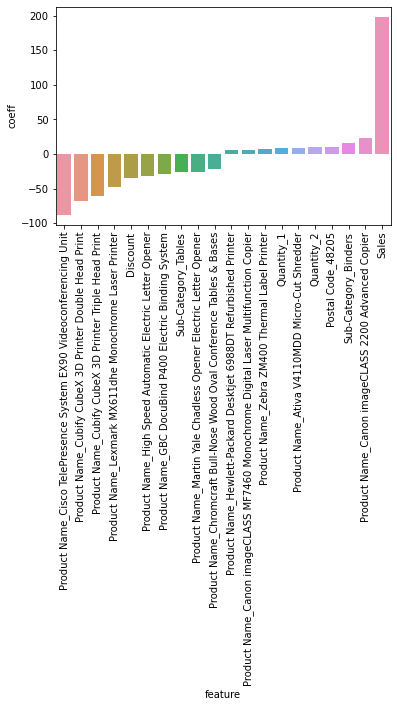 200
150
100
50
0
−50
−100
coeff
Product Name_Cisco TelePresence System EX90 Videoconferencing Unit
Product Name_Cubify CubeX 3D Printer Double Head Print
Product Name_Cubify CubeX 3D Printer Triple Head Print
Product Name_Lexmark MX611dhe Monochrome Laser Printer
Discount
Product Name_High Speed Automatic Electric Letter Opener
Product Name_GBC DocuBind P400 Electric Binding System
Sub-Category_Tables
Product Name_Martin Yale Chadless Opener Electric Letter Opener
Product Name_Chromcraft Bull-Nose Wood Oval Conference Tables & Bases
Product Name_Hewlett-Packard Deskjet 6988DT Refurbished Printer
Product Name_Canon imageCLASS MF7460 Monochrome Digital Laser Multifunction Copier
Product Name_Zebra ZM400 Thermal Label Printer
Quantity_1
Product Name_Ativa V4110MDD Micro-Cut Shredder
Quantity_2
Postal Code_48205
Sub-Category_Binders
Product Name_Canon imageCLASS 2200 Advanced Copier
Sales
feature